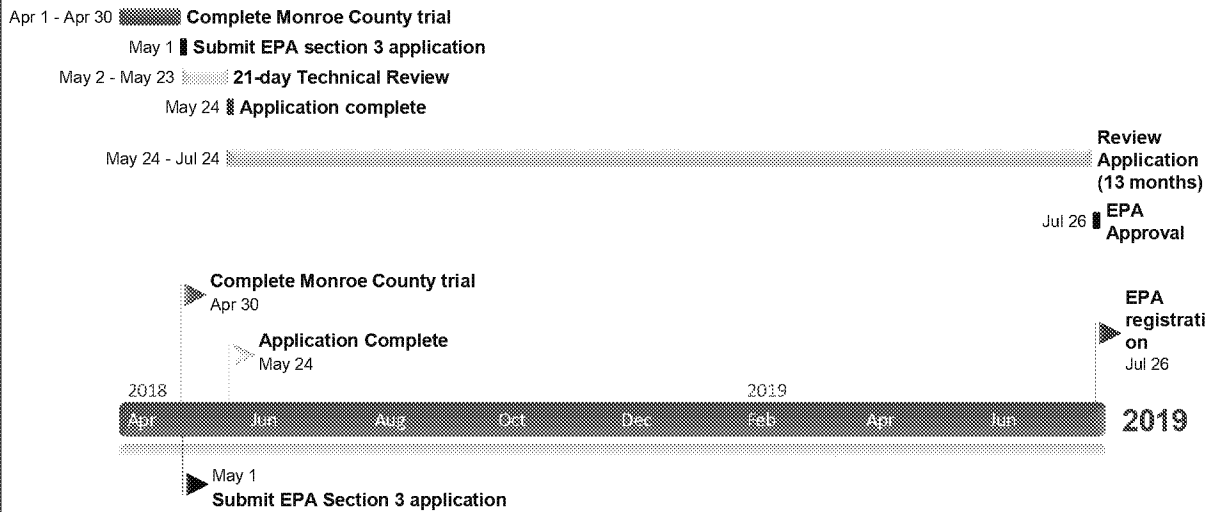 Apr 1 - Apr 30 Complete Monroe County trial
May 1 Submit EPA section 3 application
May 2 - May 23 21-day Technical Review
May 24 Application complete
May 24 - Jul 24 Review
Application
(13 months)
Jul 26 EPA
Approval
Complete Monroe County trial
Apr 30
EPA
registrati
on
Jul 26
Application Complete
May 24
2018 2019
Apr Jun Aug Oct Dec Feb Apr Jun 2019
May 1
Submit EPA Section 3 application